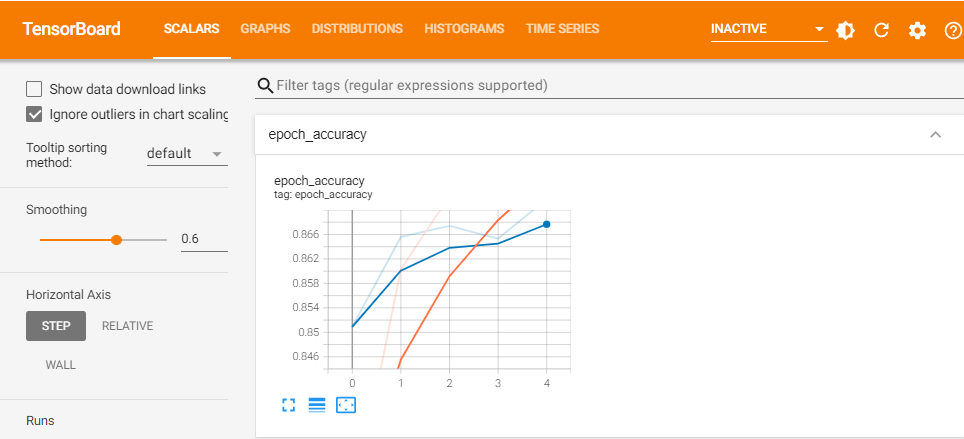 TensorBoard SCALARS GRAPHS DISTRIBUTIONS HISTOGRAMS TIME SERIES INACTIVE
Show data download links
Ignore outliers in chart scaling
Tooltip sorting
method: default
Smoothing
0.6
Horizontal Axis
STEP RELATIVE
WALL
Runs
Filter tags (regular expressions supported)
epoch_accuracy
epoch_accuracy
tag: epoch_accuracy
0.866
0.862
0.858
0.854
0.85
0.846
0 1 2 3 4